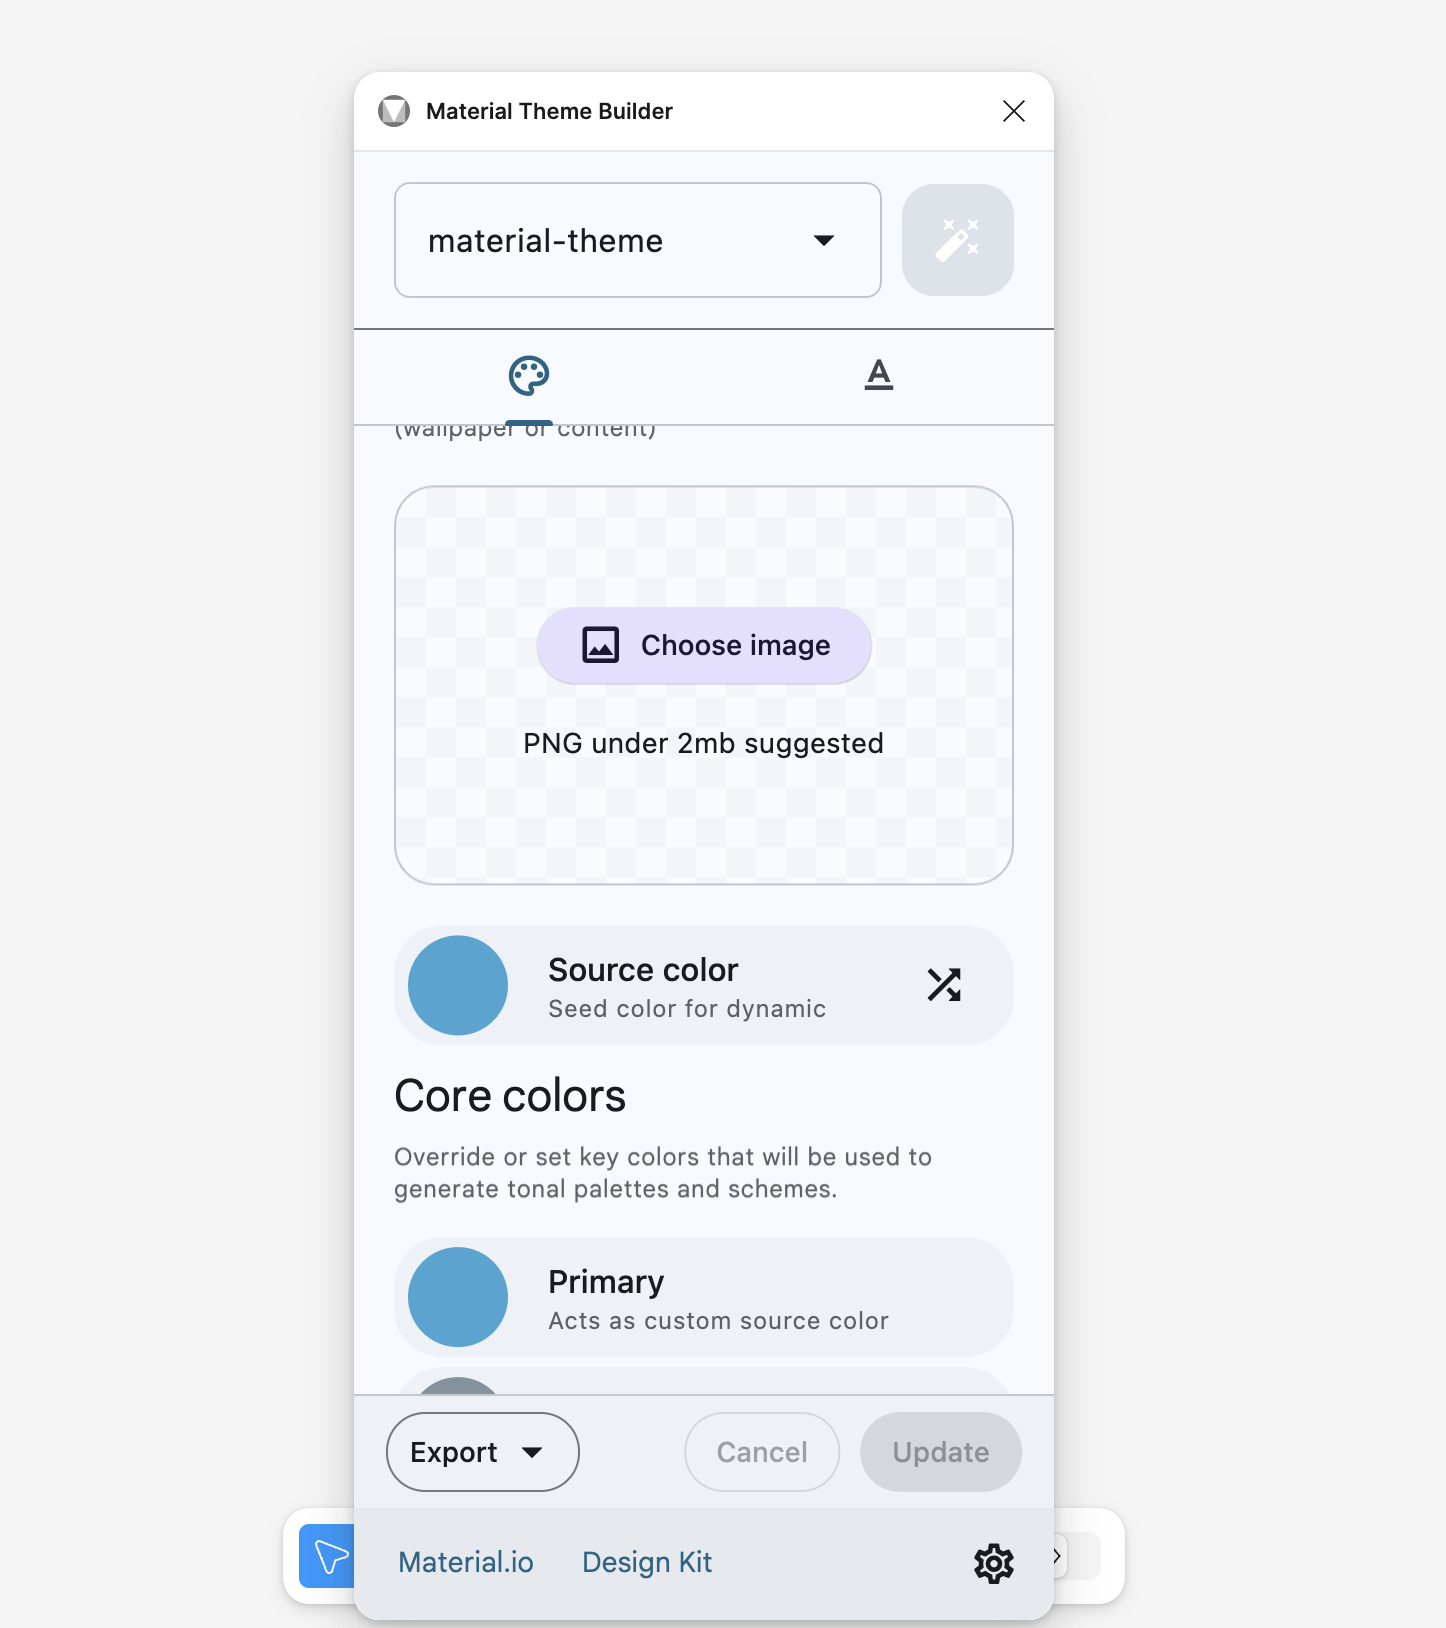 Material Theme Builder
material-theme
A
(wallpaper or content)
Choose image
PNG under 2mb suggested
Source color
Seed color for dynamic
Core colors
Override or set key colors that will be used to
generate tonal palettes and schemes.
Primary
Acts as custom source color
Export
Cancel
Update
Material.io
Design Kit